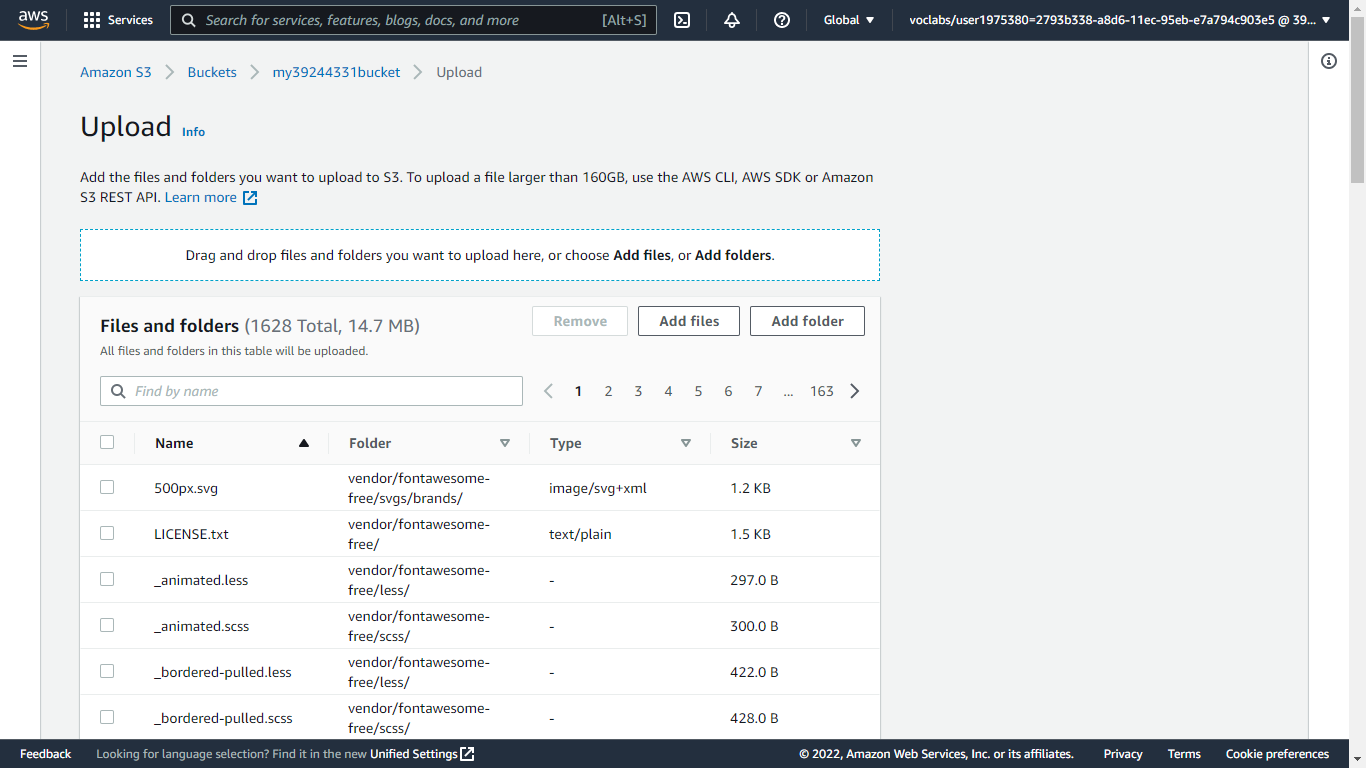 aws Services Search for services, features, blogs, docs, and more [Alt+S] Global voclabs/user1975380=2793b338-a8d6-11ec-95eb-e7a794c903e5 @ 39...
Amazon S3 Buckets my39244331bucket Upload
Upload Info
Add the files and folders you want to upload to S3. To upload a file larger than 160GB, use the AWS CLI, AWS SDK or Amazon
S3 REST API. Learn more
Drag and drop files and folders you want to upload here, or choose Add files, or Add folders.
Files and folders (1628 Total, 14.7 MB) Remove Add files Add folder
All files and folders in this table will be uploaded.
Find by name 1 2 3 4 5 6 7 ... 163
Name Folder Type Size
500px.svg vendor/fontawesome-free/svgs/brands/ image/svg+xml 1.2 KB
LICENSE.txt vendor/fontawesome-free/ text/plain 1.5 KB
_animated.less vendor/fontawesome-free/less/ - 297.0 B
_animated.scss vendor/fontawesome-free/scss/ - 300.0 B
_bordered-pulled.less vendor/fontawesome-free/less/ - 422.0 B
_bordered-pulled.scss vendor/fontawesome-free/scss/ - 428.0 B
Feedback Looking for language selection? Find it in the new Unified Settings © 2022, Amazon Web Services, Inc. or its affiliates. Privacy Terms Cookie preferences